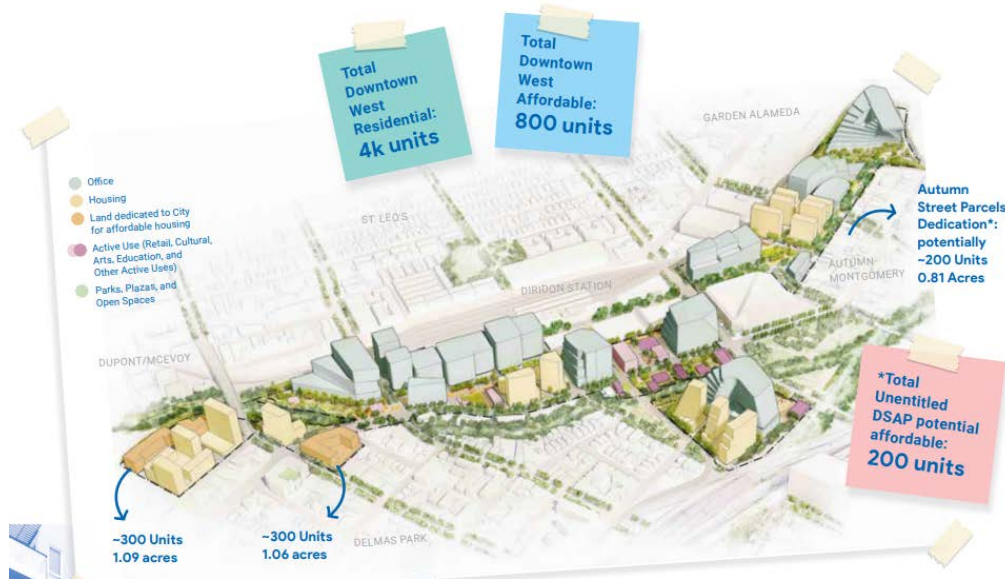 Total
Downtown
West
Residential:
4k units
Total
Downtown
West
Affordable:
800 units
GARDEN ALAMEDA
Office
Housing
Land dedicated to City
for affordable housing
Active Use (Retail, Cultural,
Arts, Education, and
Other Active Uses)
Parks, Plazas, and
Open Spaces
ST. LEO'S
Autumn
Street Parcels
Dedication*:
potentially
~200 Units
0.81 Acres
AUTUMN-
MONTGOMERY
DIRIDON STATION
DUPONT/MCEVOY
*Total
Unentitled
DSAP potential
affordable:
200 units
~300 Units
1.09 acres
~300 Units
1.06 acres
DELMAS PARK